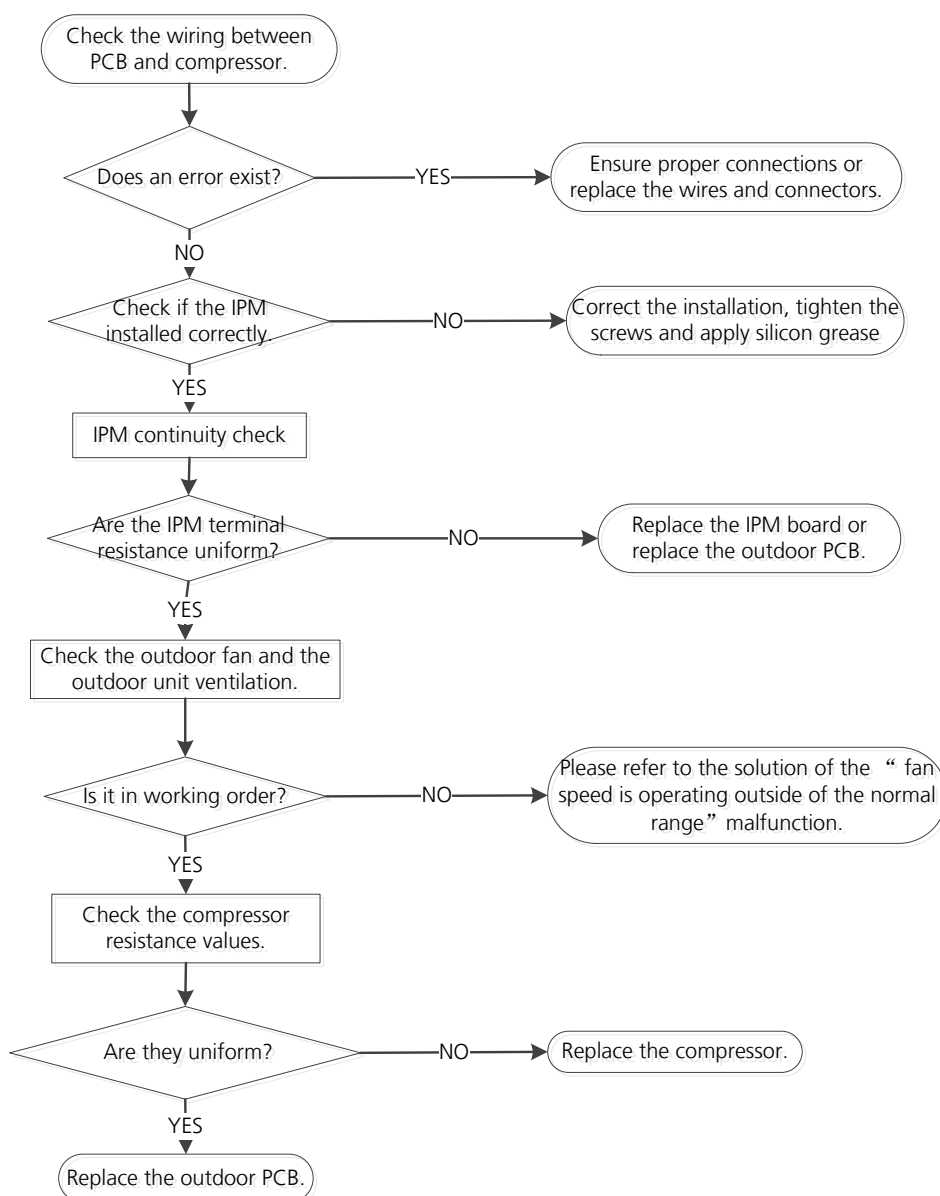 Check the wiring between
PCB and compressor.
Does an error exist?
YES
Ensure proper connections or
replace the wires and connectors.
NO
Check if the IPM
installed correctly.
NO
Correct the installation, tighten the
screws and apply silicon grease
YES
IPM continuity check
Are the IPM terminal
resistance uniform?
NO
Replace the IPM board or
replace the outdoor PCB.
YES
Check the outdoor fan and the
outdoor unit ventilation.
Is it in working order?
NO
Please refer to the solution of the “ fan
speed is operating outside of the normal
range” malfunction.
YES
Check the compressor
resistance values.
Are they uniform?
NO
Replace the compressor.
YES
Replace the outdoor PCB.